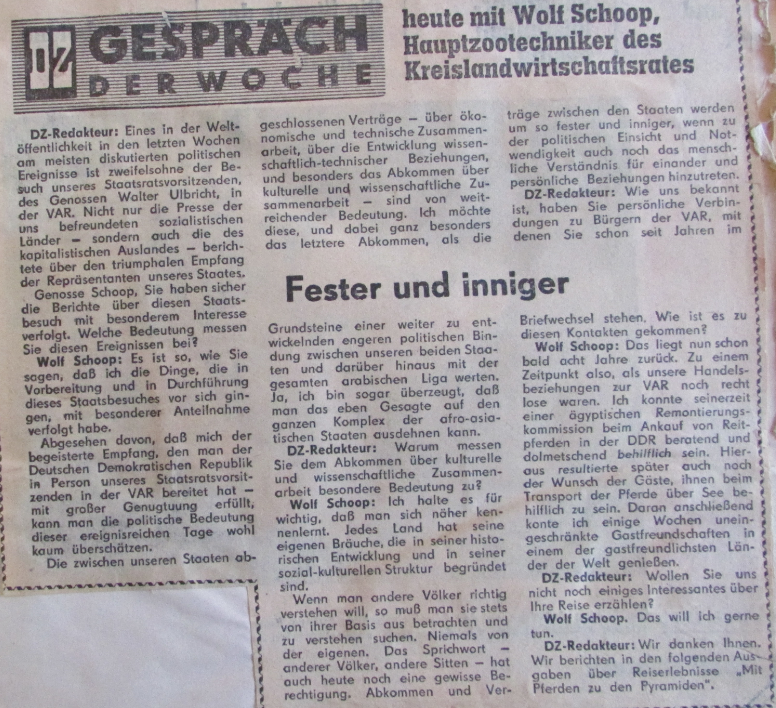 DZ GESPRÄCH
DER WOCHE
heute mit Wolf Schoop,
Hauptzootechniker des
Kreislandwirtschaftsrates
DZ-Redakteur: Eines in der Welt-
öffentlichkeit in den letzten Wochen
am meisten diskutierten politischen
Ereignisse ist zweifelsohne der Be-
such unseres Staatsratsvorsitzenden,
des Genossen Walter Ulbricht, in
der VAR. Nicht nur die Presse der
uns befreundeten sozialistischen
Länder — sondern auch die des
kapitalistischen Auslandes — berich-
tete über den triumphalen Empfang
der Repräsentanten unseres Staates.
Genosse Schoop, Sie haben sicher
die Berichte über diesen Staats-
besuch mit besonderem Interesse
verfolgt. Welche Bedeutung messen
Sie diesen Ereignissen bei?
Wolf Schoop: Es ist so, wie Sie
sagen, daß ich die Dinge, die in
Vorbereitung und in Durchführung
dieses Staatsbesuches vor sich gin-
gen, mit besonderer Anteilnahme
verfolgt habe.
Abgesehen davon, daß mich der
begeisterte Empfang, den man der
Deutschen Demokratischen Republik
in Person unseres Staatsratsvorsit-
zenden in der VAR bereitet hat —
mit großer Genugtuung erfüllt,
kann man die politische Bedeutung
dieser ereignisreichen Tage wohl
kaum überschätzen.
Die zwischen unseren Staaten ab-
geschlossenen Verträge — über öko-
nomische und technische Zusammen-
arbeit, über die Entwicklung wissen-
schaftlich-technischer Beziehungen,
und besonders das Abkommen über
kulturelle und wissenschaftliche Zu-
sammenarbeit — sind von weit-
reichender Bedeutung. Ich möchte
diese, und dabei ganz besonders
das letztere Abkommen, als die
träge zwischen den Staaten werden
um so fester und inniger, wenn zu
der politischen Einsicht und Not-
wendigkeit auch noch das mensch-
liche Verständnis für einander und
persönliche Beziehungen hinzutreten.
DZ-Redakteur: Wie uns bekannt
ist, haben Sie persönliche Verbin-
dungen zu Bürgern der VAR, mit
denen Sie schon seit Jahren im
Fester und inniger
Grundsteine einer weiter zu ent-
wickelnden engeren politischen Bin-
dung zwischen unseren beiden Staa-
ten und darüber hinaus mit der
gesamten arabischen Liga werten.
Ja, ich bin sogar überzeugt, daß
man das eben Gesagte auf den
ganzen Komplex der afro-asia-
tischen Staaten ausdehnen kann.
DZ-Redakteur: Warum messen
Sie dem Abkommen über kulturelle
und wissenschaftliche Zusammen-
arbeit besondere Bedeutung zu?
Wolf Schoop: Ich halte es für
wichtig, daß man sich näher ken-
nenlernt. Jedes Land hat seine
eigenen Bräuche, die in seiner histo-
rischen Entwicklung und in seiner
sozial-kulturellen Struktur begründet
sind.
Wenn man andere Völker richtig
verstehen will, so muß man sie stets
von ihrer Basis aus betrachten und
zu verstehen suchen. Niemals von
der eigenen. Das Sprichwort —
anderer Völker, andere Sitten — hat
auch heute noch eine gewisse Be-
rechtigung. Abkommen und Ver-
Briefwechsel stehen. Wie ist es zu
diesen Kontakten gekommen?
Wolf Schoop: Das liegt nun schon
bald acht Jahre zurück. Zu einem
Zeitpunkt also, als unsere Handels-
beziehungen zur VAR noch recht
lose waren. Ich konnte seinerzeit
einer ägyptischen Remontierungs-
kommission beim Ankauf von Reit-
pferden in der DDR beratend und
dolmetschend behilflich sein. Hier-
aus resultierte später auch noch
der Wunsch der Gäste, ihnen beim
Transport der Pferde über See be-
hilflich zu sein. Daran anschließend
konte ich einige Wochen unein-
geschränkte Gastfreundschaften in
einem der gastfreundlichsten Län-
der der Welt genießen.
DZ-Redakteur: Wollen Sie uns
nicht noch einiges Interessantes über
Ihre Reise erzählen?
Wolf Schoop. Das will ich gerne
tun.
DZ-Redakteur: Wir danken Ihnen.
Wir berichten in den folgenden Aus-
gaben über Reiserlebnisse „Mit
Pferden zu den Pyramiden".